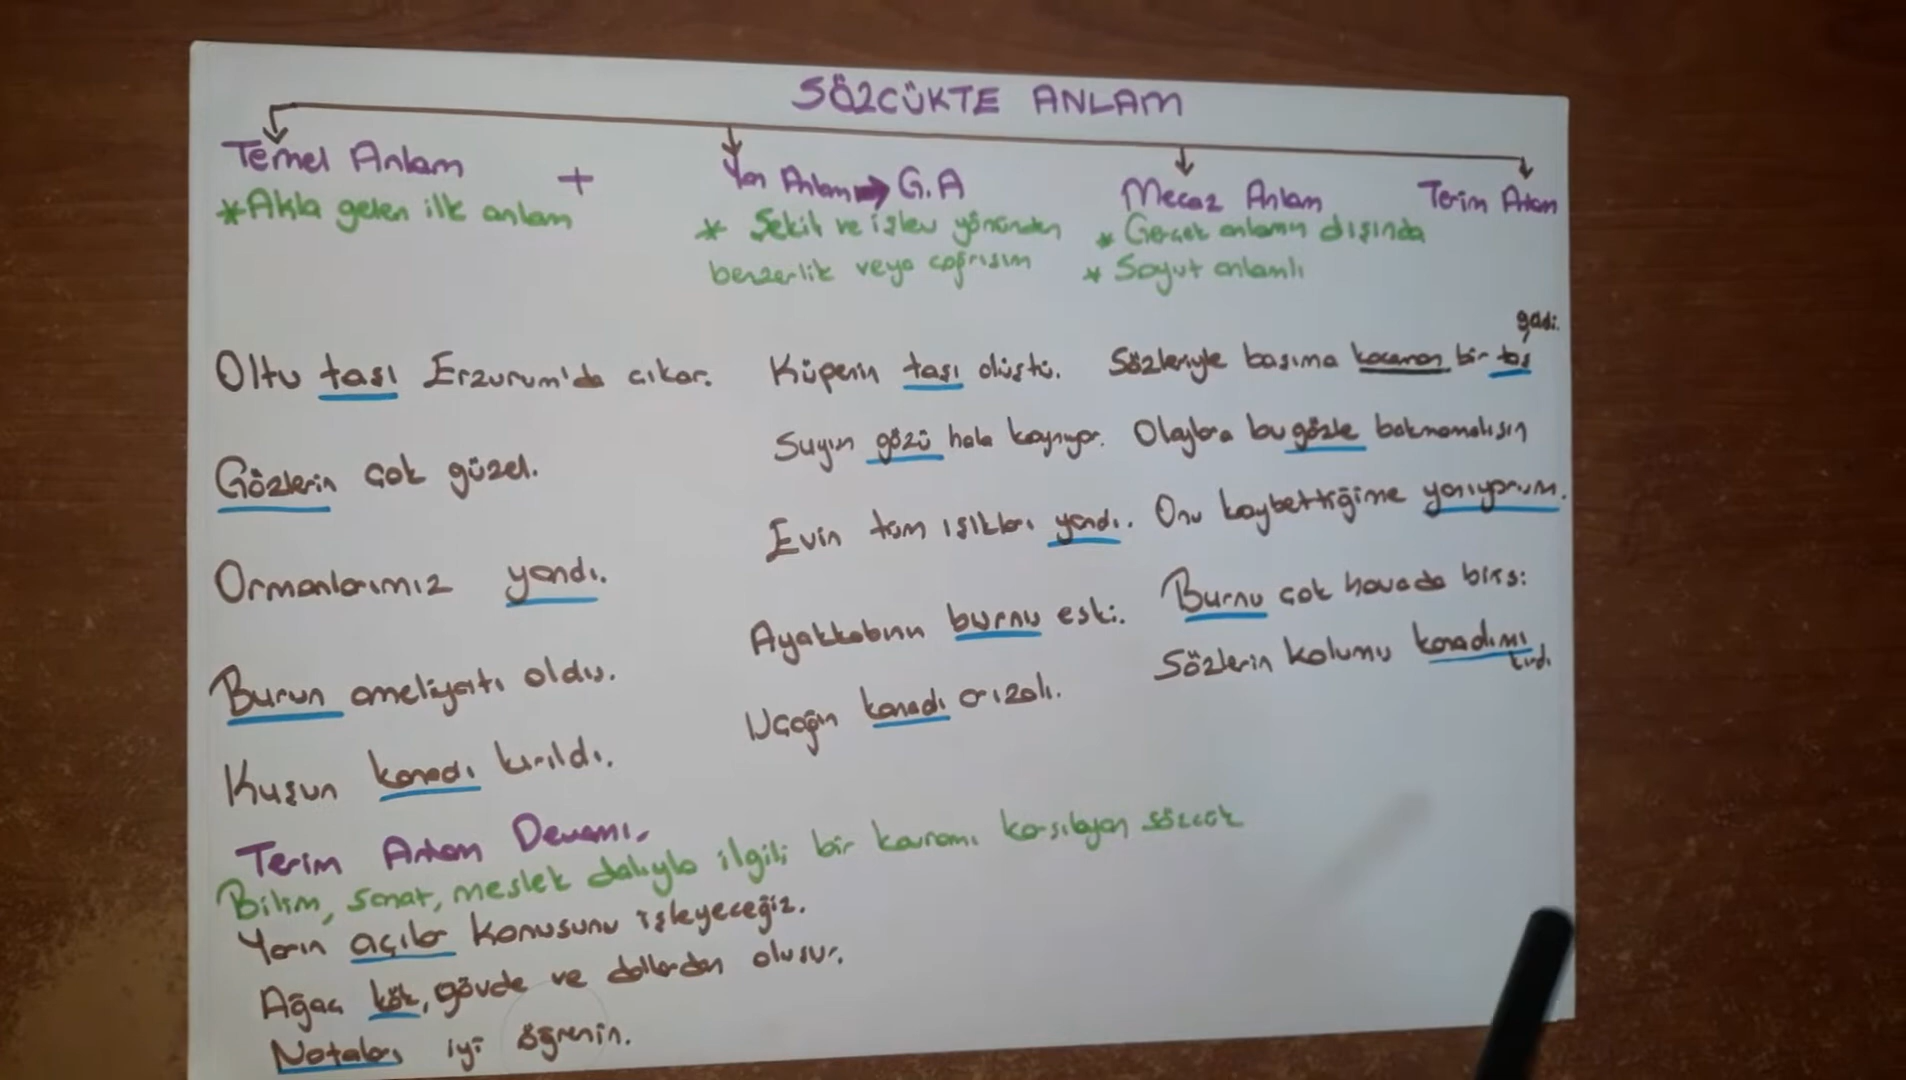 SÖZCÜKTE ANLAM
Temel Anlam
*Akla gelen ilk anlam
+
Yan Anlam → G.A
* Şekil ve işlev yönünden
benzerlik veya çağrışım
Mecaz Anlam
* Gerçek anlamın dışında
* Soyut anlamlı
Terim Anlam
Oltu taşı Erzurum'da çıkar.
Gözlerin çok güzel.
Ormanlarımız yandı.
Burun ameliyatı oldu.
Kuşun kanadı kırıldı.
Küpenin taşı düştü.
Suyun gözü hala kaynıyor.
Evin tüm ışıkları yandı.
Ayakkabının burnu eski.
Uçağın kanadı arızalı.
Sözleriyle başıma kocaman bir taş
Olaylara bu gözle bakmamalısın
Onu kaybettiğime yanıyorum.
Burnu çok havada birisi
Sözlerin kolumu kanadımı
kırdı
Terim Anlam Devamı
Bilim, sanat, meslek dalıyla ilgili bir kavramı karşılayan sözcük
Yarın açılar konusunu işleyeceğiz.
Ağaç kök, gövde ve dallardan oluşur.
Notaları iyi öğrenin.